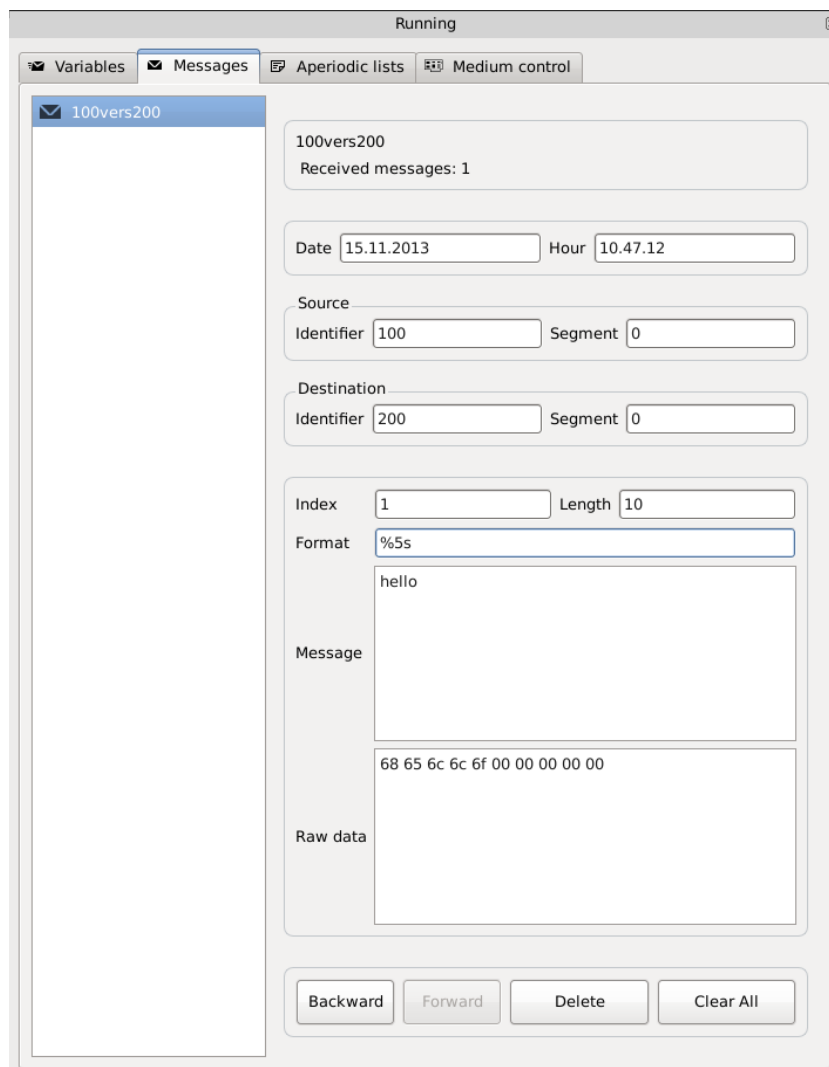 Running
Variables Messages Aperiodic lists Medium control
100vers200
100vers200
Received messages: 1
Date 15.11.2013 Hour 10.47.12
Source
Identifier 100 Segment 0
Destination
Identifier 200 Segment 0
Index 1 Length 10
Format %5s
Message hello
Raw data 68 65 6c 6c 6f 00 00 00 00 00
Backward Forward Delete Clear All